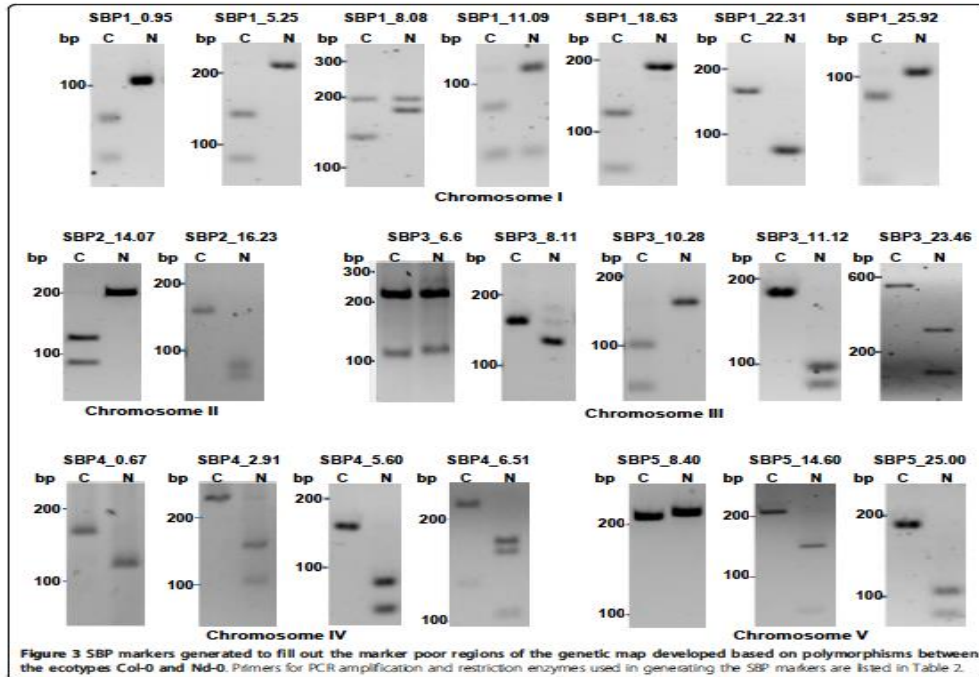 SBP1_0.95 SBP1_5.25 SBP1_8.08 SBP1_11.09 SBP1_18.63 SBP1_22.31 SBP1_25.92
bp C N bp C N bp C N bp C N bp C N bp C N bp C N
100 200 100 300 200 100 100 200 100 200 100 100
Chromosome I
SBP2_14.07 SBP2_16.23 SBP3_6.6 SBP3_8.11 SBP3_10.28 SBP3_11.12 SBP3_23.46
bp C N bp C N bp C N bp C N bp C N bp C N bp C N
200 100 200 100 300 200 100 200 100 200 100 200 100 600 200
Chromosome II Chromosome III
SBP4_0.67 SBP4_2.91 SBP4_5.60 SBP4_6.51 SBP5_8.40 SBP5_14.60 SBP5_25.00
bp C N bp C N bp C N bp C N bp C N bp C N bp C N
200 100 200 100 200 100 200 100 200 100 200 100 200 100
Chromosome IV Chromosome V
Figure 3 SBP markers generated to fill out the marker poor regions of the genetic map developed based on polymorphisms between
the ecotypes Col-0 and Nd-0. Primers for PCR amplification and restriction enzymes used in generating the SBP markers are listed in Table 2.